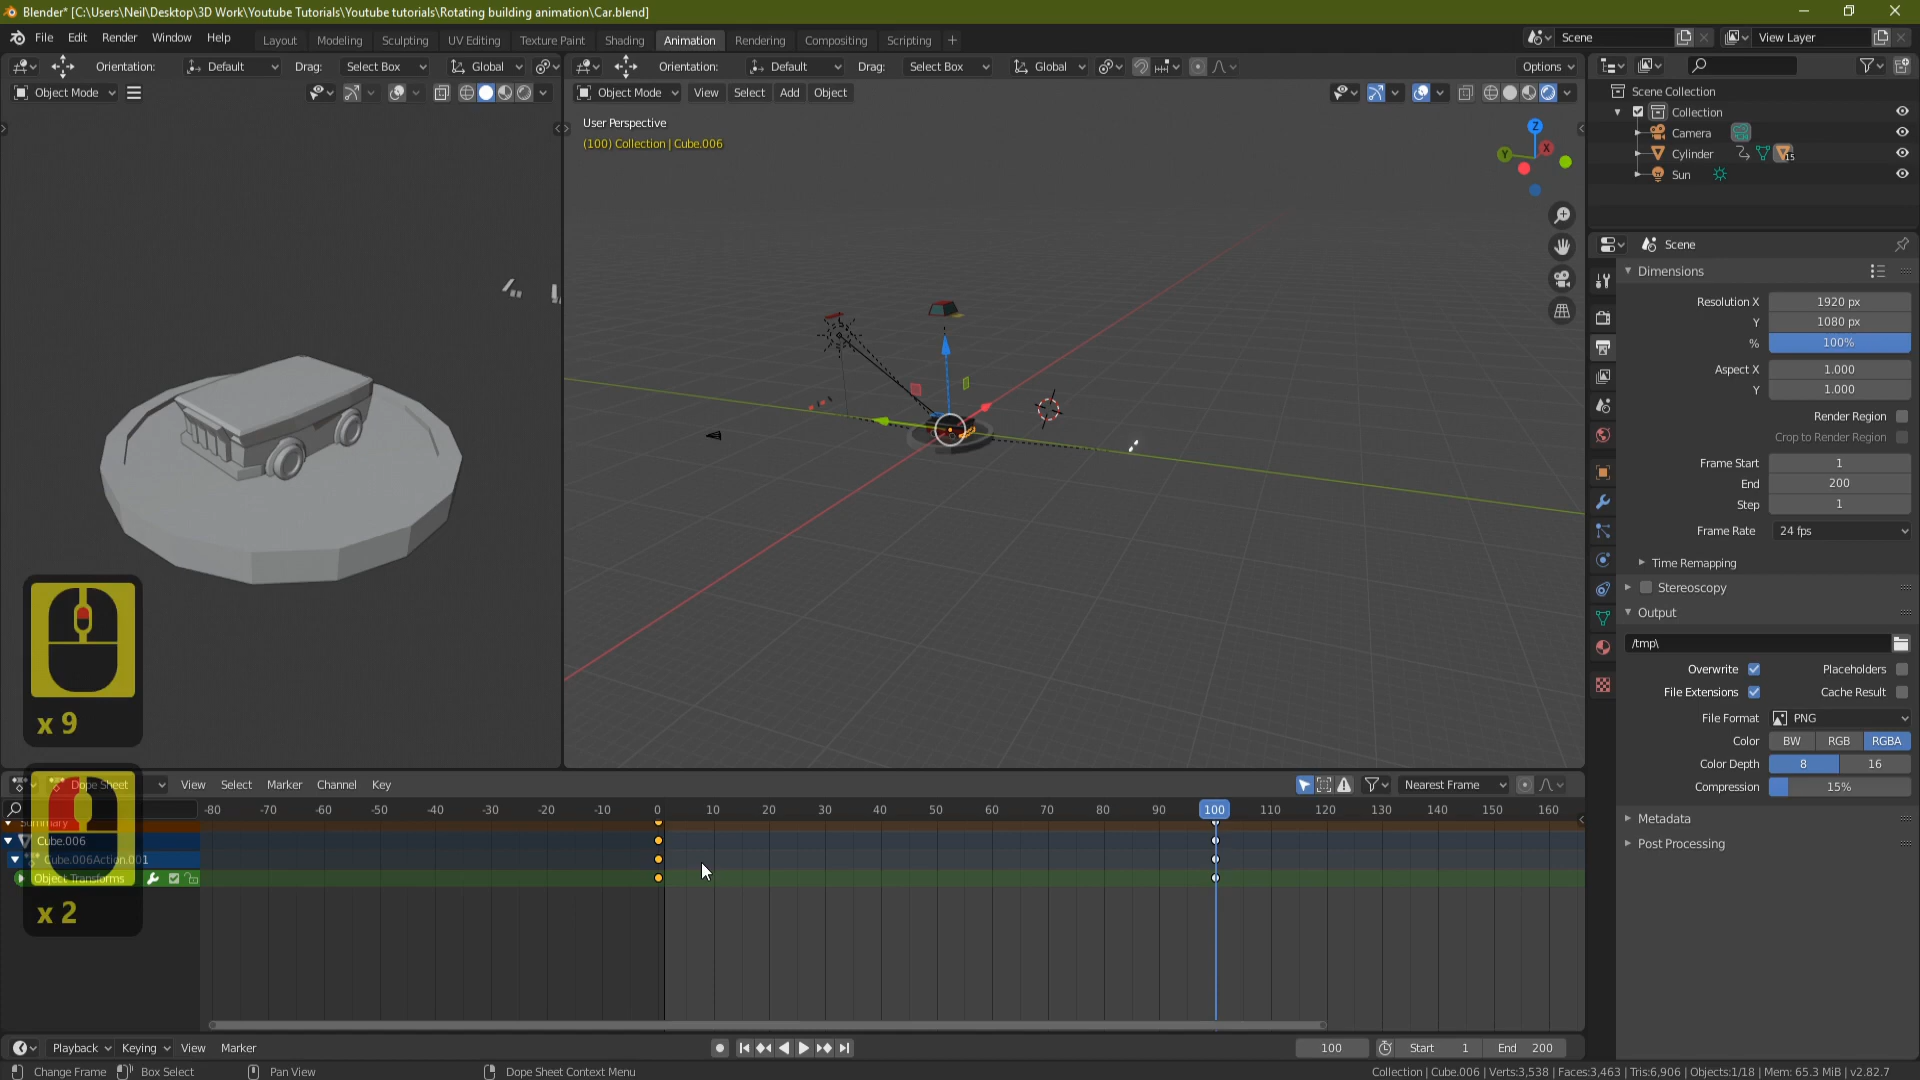 Blender* [C:\Users\Neil\Desktop\3D Work\Youtube Tutorials\Youtube tutorials\Rotating building animation\Car.blend]
File Edit Render Window Help Layout Modeling Sculpting UV Editing Texture Paint Shading Animation Rendering Compositing Scripting + Scene View Layer
Orientation: Default Drag: Select Box Global Orientation: Default Drag: Select Box Global Options
Object Mode Object Mode View Select Add Object
User Perspective
(100) Collection | Cube.006
Z
Y
X
Scene Collection
Collection
Camera
Cylinder 15
Sun
Scene
Dimensions
Resolution X 1920 px
Y 1080 px
% 100%
Aspect X 1.000
Y 1.000
Render Region
Crop to Render Region
Frame Start 1
End 200
Step 1
Frame Rate 24 fps
Time Remapping
Stereoscopy
Output
/tmp\
Overwrite Placeholders
File Extensions Cache Result
File Format PNG
Color BW RGB RGBA
Color Depth 8 16
Compression 15%
Metadata
Post Processing
x 9
Dope Sheet View Select Marker Channel Key Nearest Frame
-80 -70 -60 -50 -40 -30 -20 -10 0 10 20 30 40 50 60 70 80 90 100 110 120 130 140 150 160
Summary
Cube.006
Cube.006Action.001
Object Transforms
x 2
Playback Keying View Marker 100 Start 1 End 200
Change Frame Box Select Pan View Dope Sheet Context Menu Collection | Cube.006 | Verts:3,538 | Faces:3,463 | Tris:6,906 | Objects:1/18 | Mem: 65.3 MiB | v2.82.7